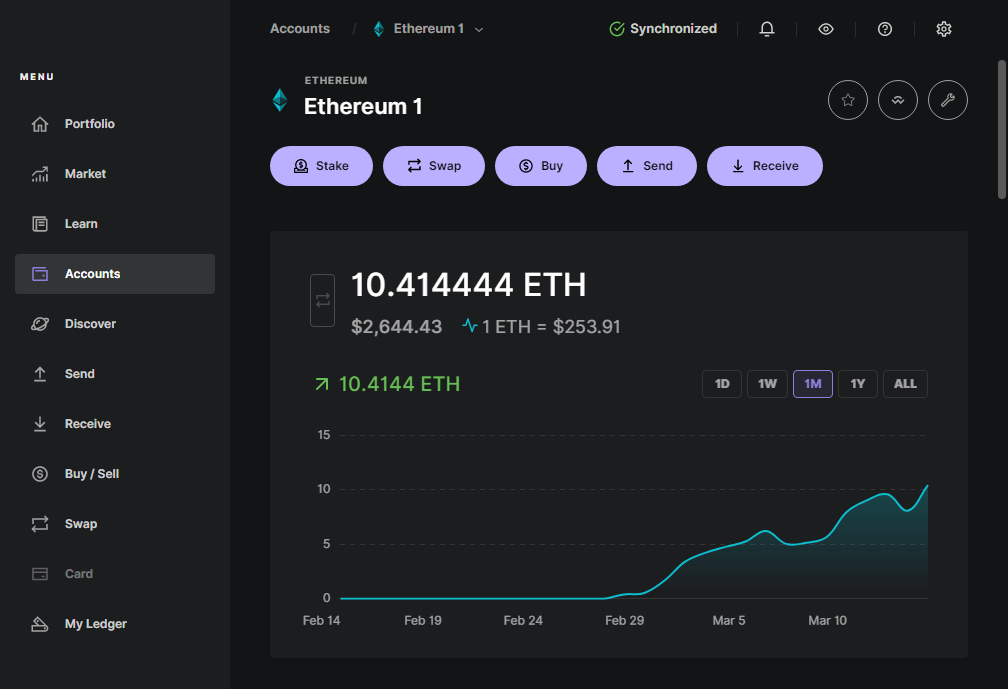 Accounts / Ethereum 1 Synchronized
MENU
Portfolio
Market
Learn
Accounts
Discover
Send
Receive
Buy / Sell
Swap
Card
My Ledger
ETHEREUM
Ethereum 1
Stake Swap Buy Send Receive
10.414444 ETH
$2,644.43 1 ETH = $253.91
10.4144 ETH
1D 1W 1M 1Y ALL
15
10
5
0
Feb 14 Feb 19 Feb 24 Feb 29 Mar 5 Mar 10